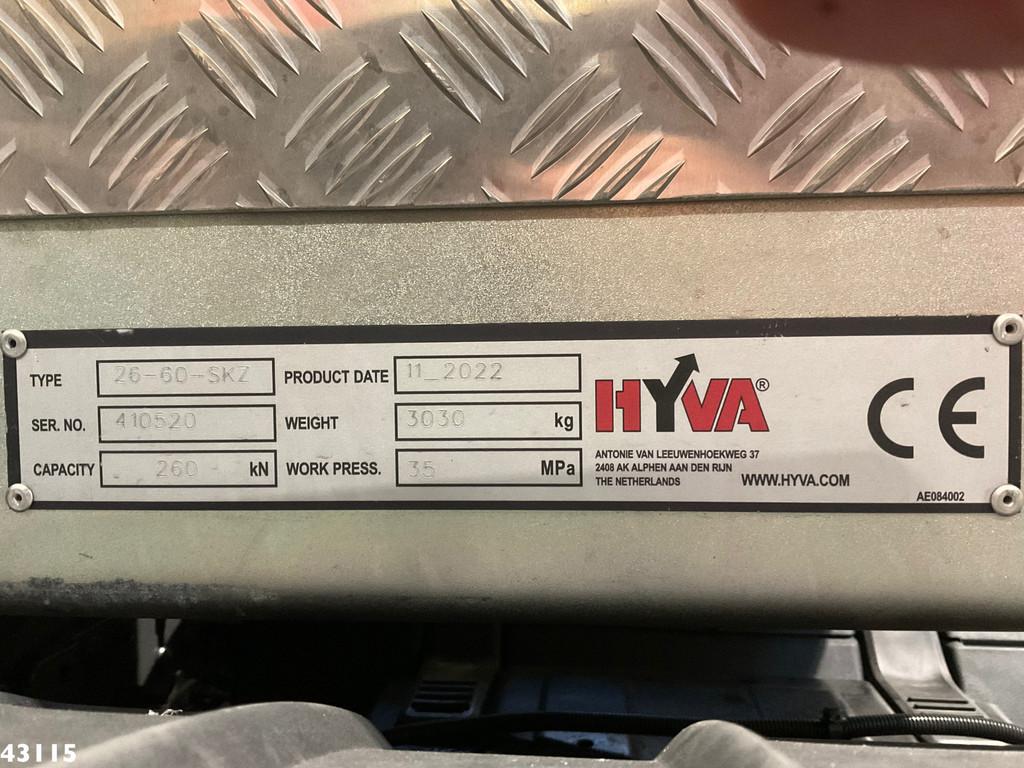 TYPE 26-60-SKZ PRODUCT DATE 11_2022
SER. NO. 410520 WEIGHT 3030 kg
CAPACITY 260 kN WORK PRESS. 35 MPa
HYVA®
ANTONIE VAN LEEUWENHOEKWEG 37
2408 AK ALPHEN AAN DEN RIJN
THE NETHERLANDS
WWW.HYVA.COM
CE
AE084002
43115